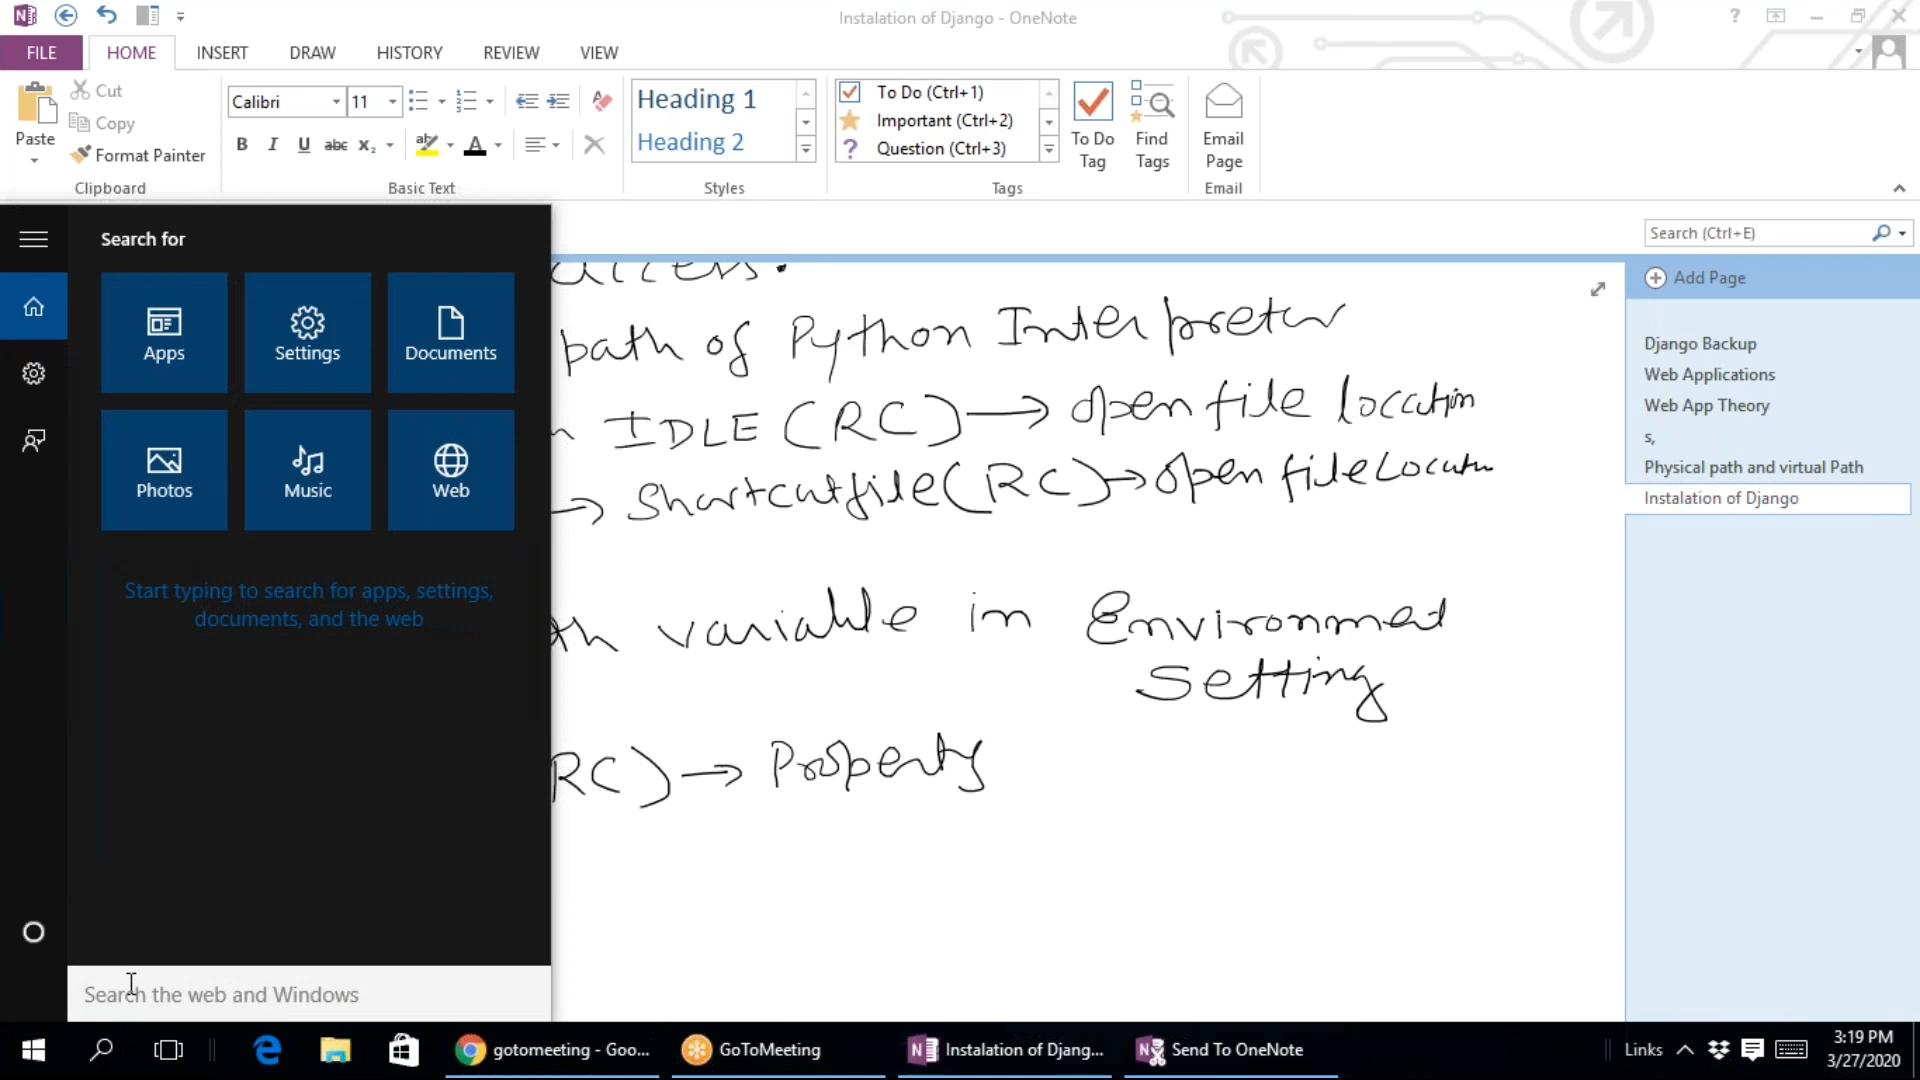 Instalation of Django - OneNote
?
FILE HOME INSERT DRAW HISTORY REVIEW VIEW
Paste
Cut
Copy
Format Painter
Clipboard
Calibri 11
B I U abc x₂ ab A
Basic Text
Heading 1
Heading 2
Styles
To Do (Ctrl+1)
Important (Ctrl+2)
? Question (Ctrl+3)
To Do Tag
Find Tags
Tags
Email Page
Email
Search for
Apps
Settings
Documents
Photos
Music
Web
Start typing to search for apps, settings,
documents, and the web
Search the web and Windows
path of Python Interpreter
IDLE (RC) → open file location
→ Shortcutfile (RC) → open fileLocatn
variable in Environmet
Setting
RC) → Property
Search (Ctrl+E)
Add Page
Django Backup
Web Applications
Web App Theory
s,
Physical path and virtual Path
Instalation of Django
gotomeeting - Goo...
GoToMeeting
Instalation of Djang...
Send To OneNote
Links
3:19 PM
3/27/2020